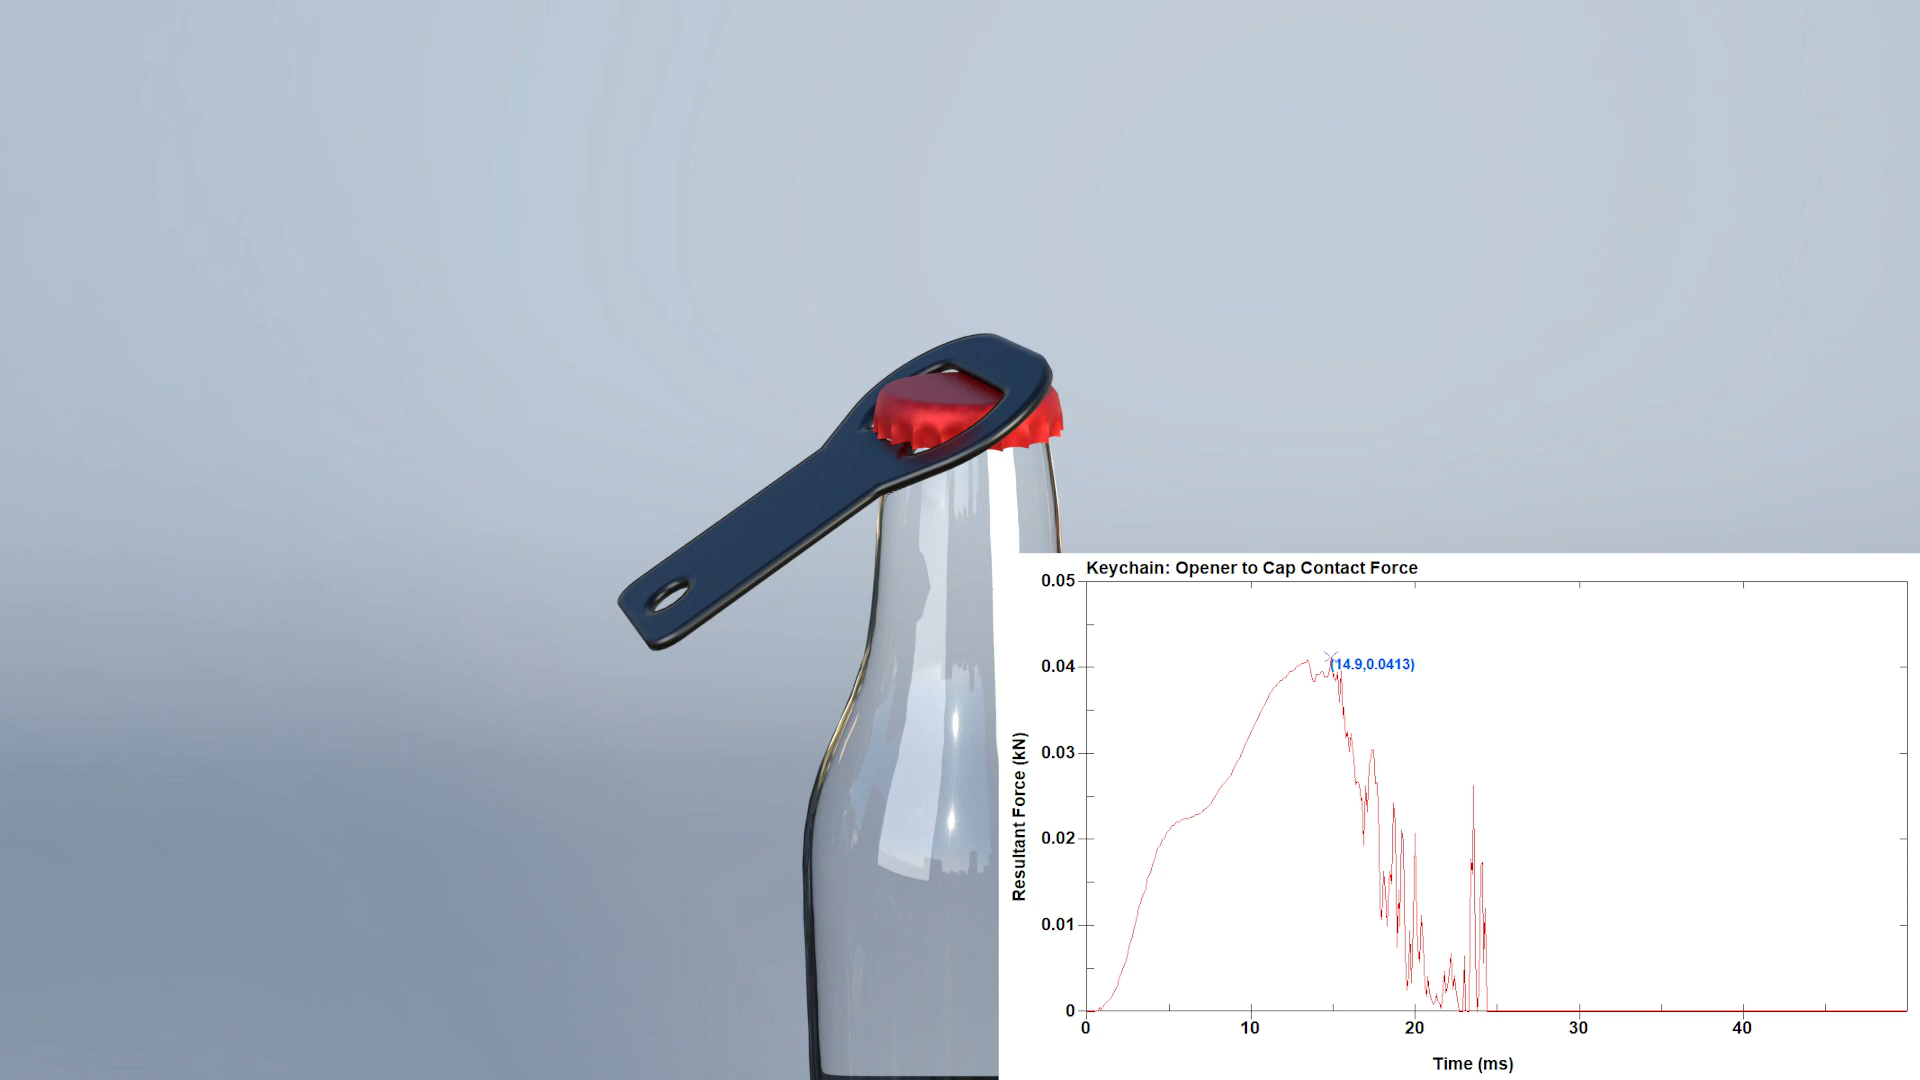 Keychain: Opener to Cap Contact Force
0.05
0.04
0.03
0.02
0.01
0
(14.9,0.0413)
Resultant Force (kN)
0 10 20 30 40
Time (ms)